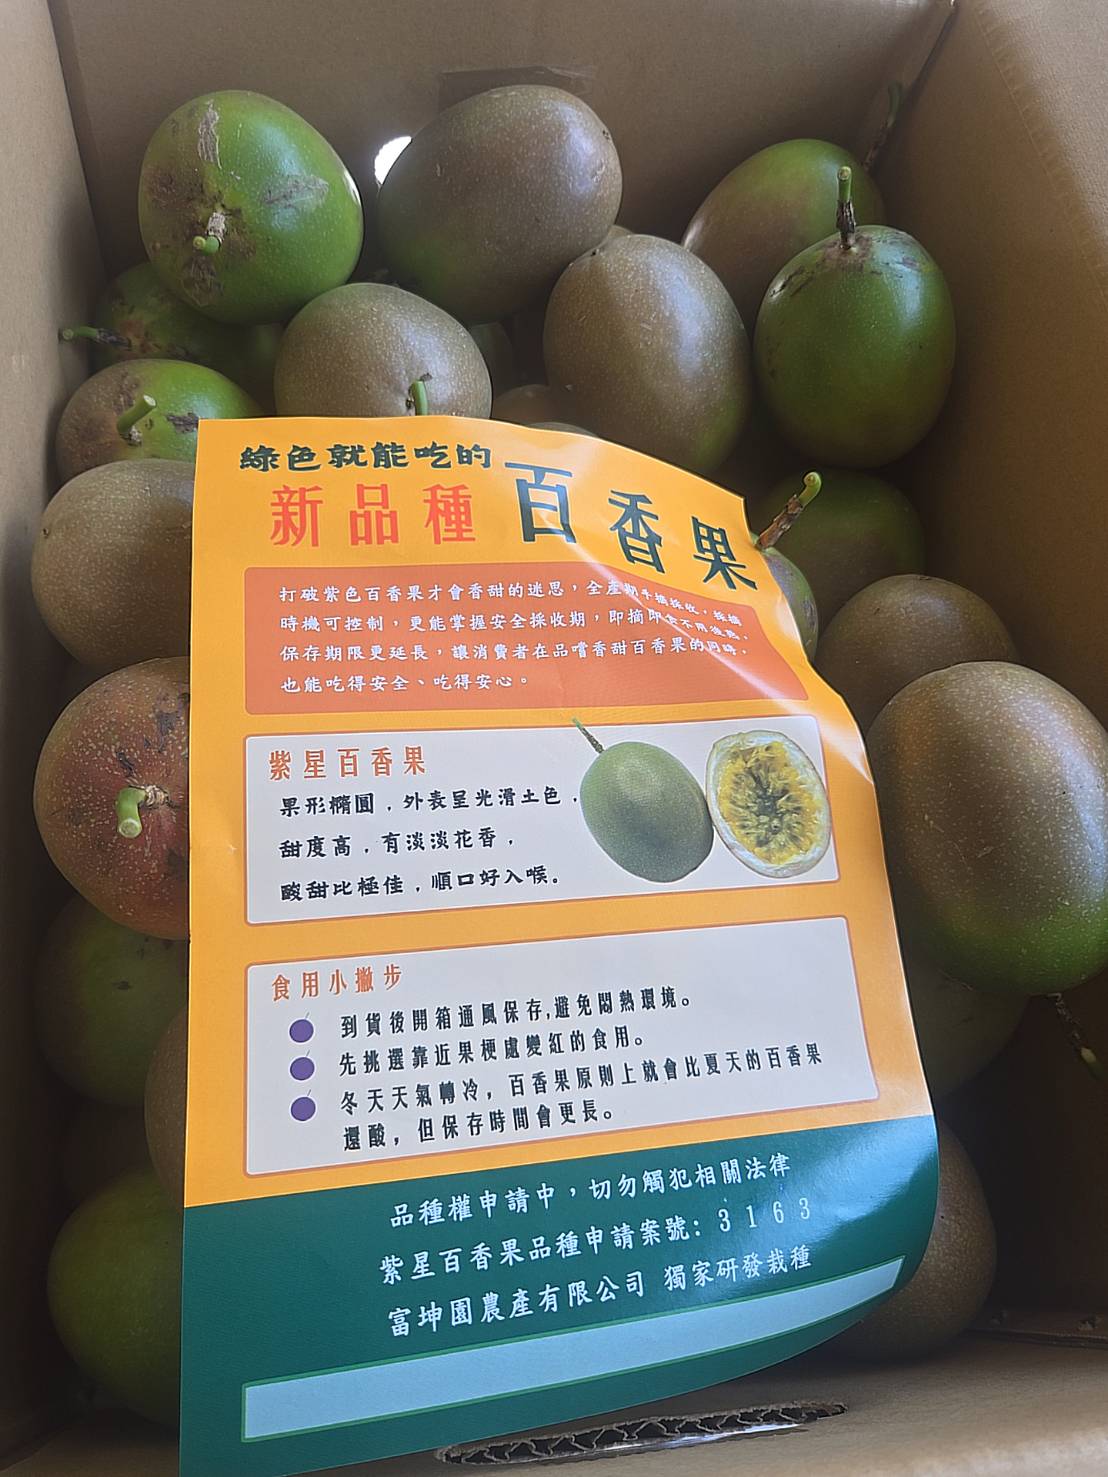 綠色就能吃的
新品種百香果
打破紫色百香果才會香甜的迷思，全產期手摘採收，採摘
時機可控制，更能掌握安全採收期，即摘即食不用後熟，
保存期限更延長，讓消費者在品嚐香甜百香果的同時，
也能吃得安全、吃得安心。
紫星百香果
果形橢圓，外表呈光滑土色，
甜度高，有淡淡花香，
酸甜比極佳，順口好入喉。
食用小撇步
到貨後開箱通風保存,避免悶熱環境。
先挑選靠近果梗處變紅的食用。
冬天天氣轉冷，百香果原則上就會比夏天的百香果
還酸，但保存時間會更長。
品種權申請中，切勿觸犯相關法律
紫星百香果品種申請案號：3163
富坤園農產有限公司 獨家研發栽種